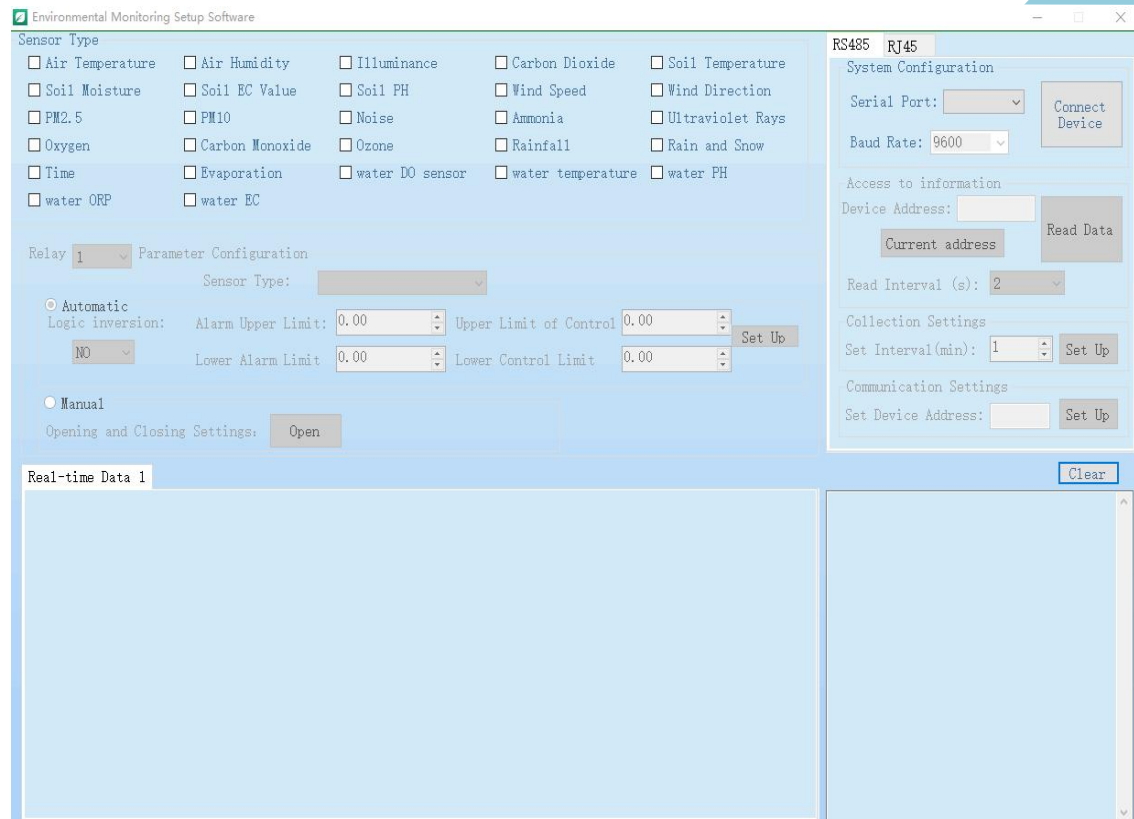 Environmental Monitoring Setup Software
Sensor Type
Air Temperature Air Humidity Illuminance Carbon Dioxide Soil Temperature
Soil Moisture Soil EC Value Soil PH Wind Speed Wind Direction
PM2.5 PM10 Noise Ammonia Ultraviolet Rays
Oxygen Carbon Monoxide Ozone Rainfall Rain and Snow
Time Evaporation water DO sensor water temperature water PH
water ORP water EC
Relay 1 Parameter Configuration
Sensor Type:
Automatic
Logic inversion:
NO
Alarm Upper Limit: 0.00 Upper Limit of Control 0.00
Lower Alarm Limit 0.00 Lower Control Limit 0.00
Set Up
Manual
Opening and Closing Settings: Open
RS485 RJ45
System Configuration
Serial Port:
Baud Rate: 9600
Connect
Device
Access to information
Device Address:
Current address
Read Data
Read Interval (s): 2
Collection Settings
Set Interval(min): 1 Set Up
Communication Settings
Set Device Address: Set Up
Real-time Data 1
Clear